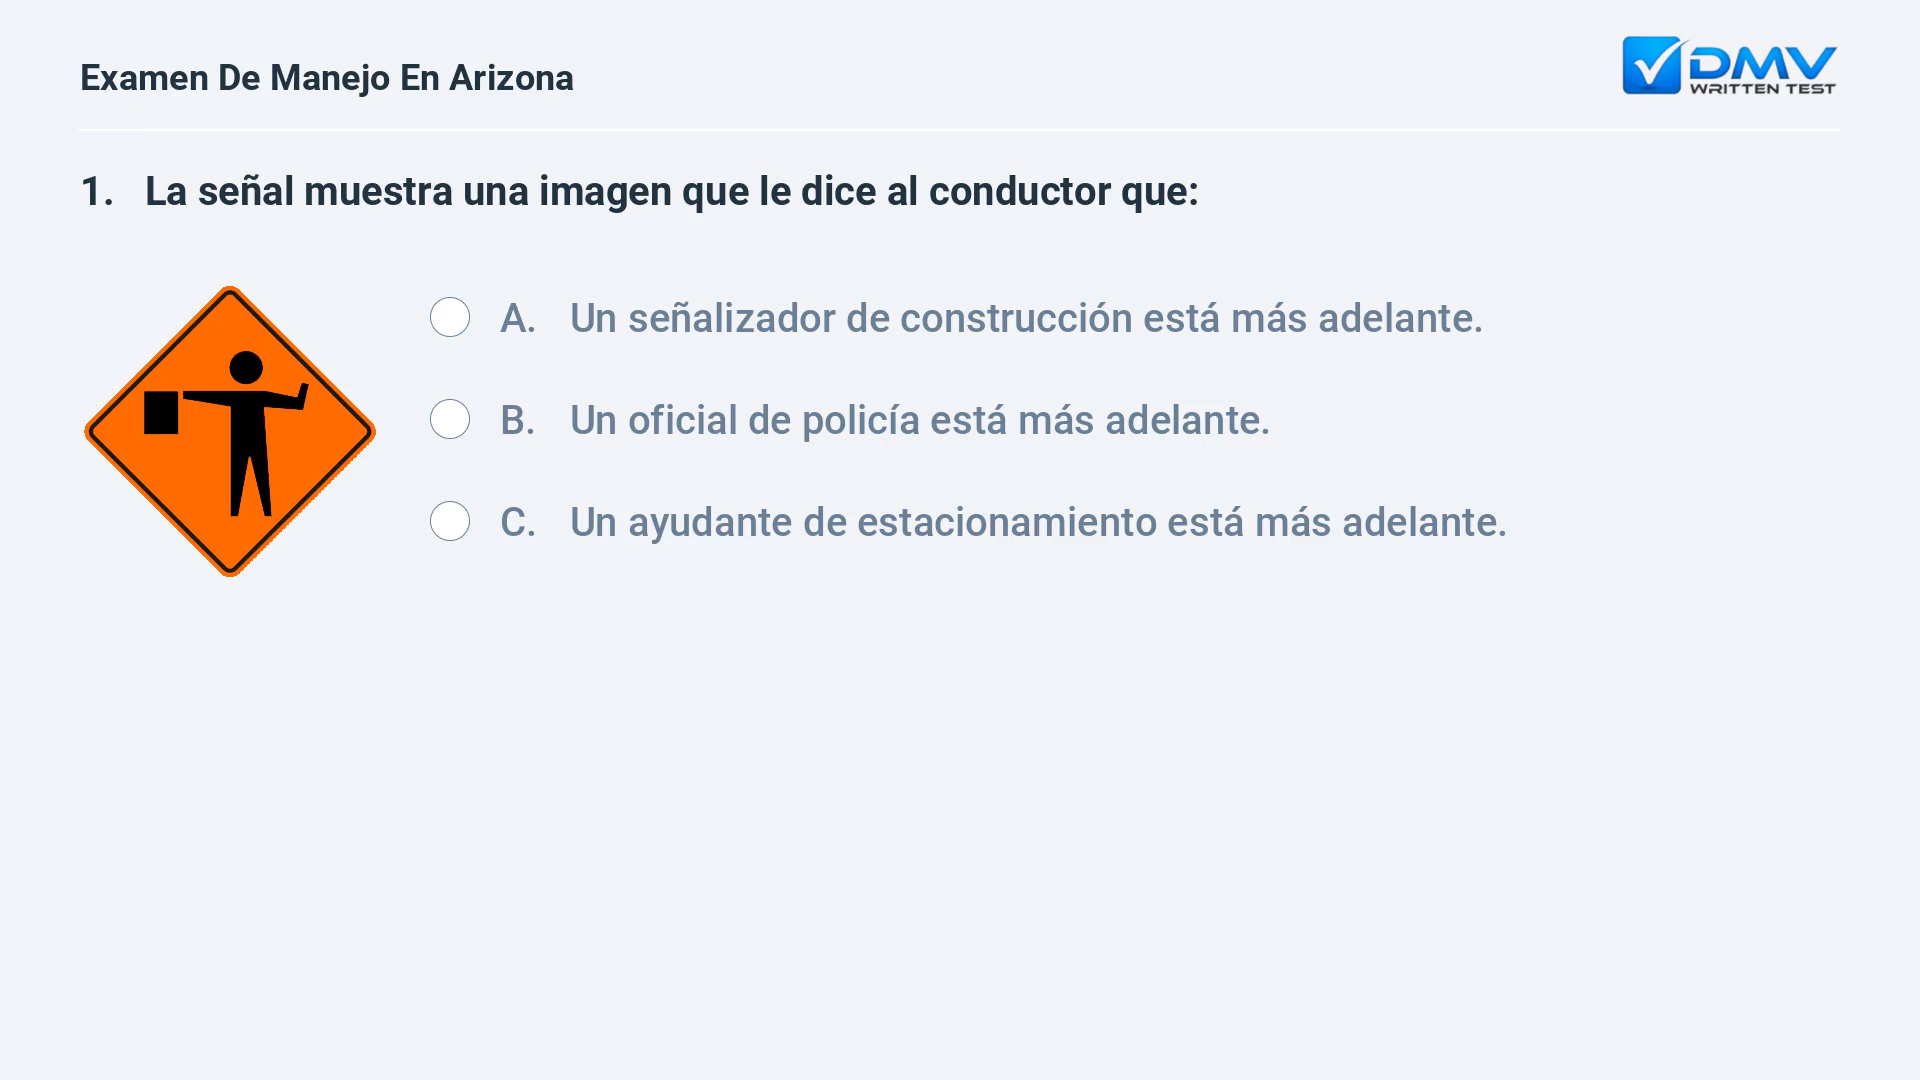 Examen De Manejo En Arizona
DMV
WRITTEN TEST
1. La señal muestra una imagen que le dice al conductor que:
A. Un señalizador de construcción está más adelante.
B. Un oficial de policía está más adelante.
C. Un ayudante de estacionamiento está más adelante.